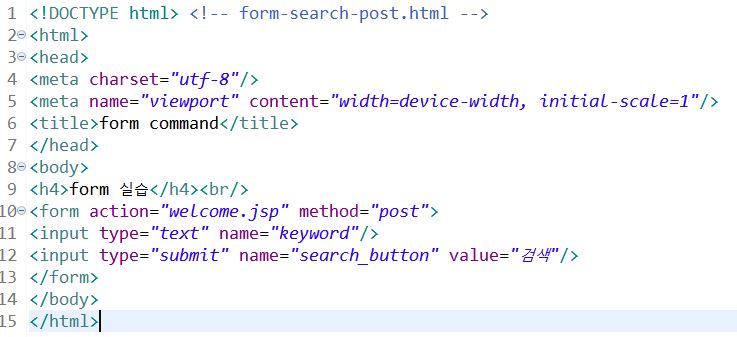 1 <!DOCTYPE html> <!-- form-search-post.html -->
2 <html>
3 <head>
4 <meta charset="utf-8"/>
5 <meta name="viewport" content="width=device-width, initial-scale=1"/>
6 <title>form command</title>
7 </head>
8 <body>
9 <h4>form 실습</h4><br/>
10 <form action="welcome.jsp" method="post">
11 <input type="text" name="keyword"/>
12 <input type="submit" name="search_button" value="검색"/>
13 </form>
14 </body>
15 </html>